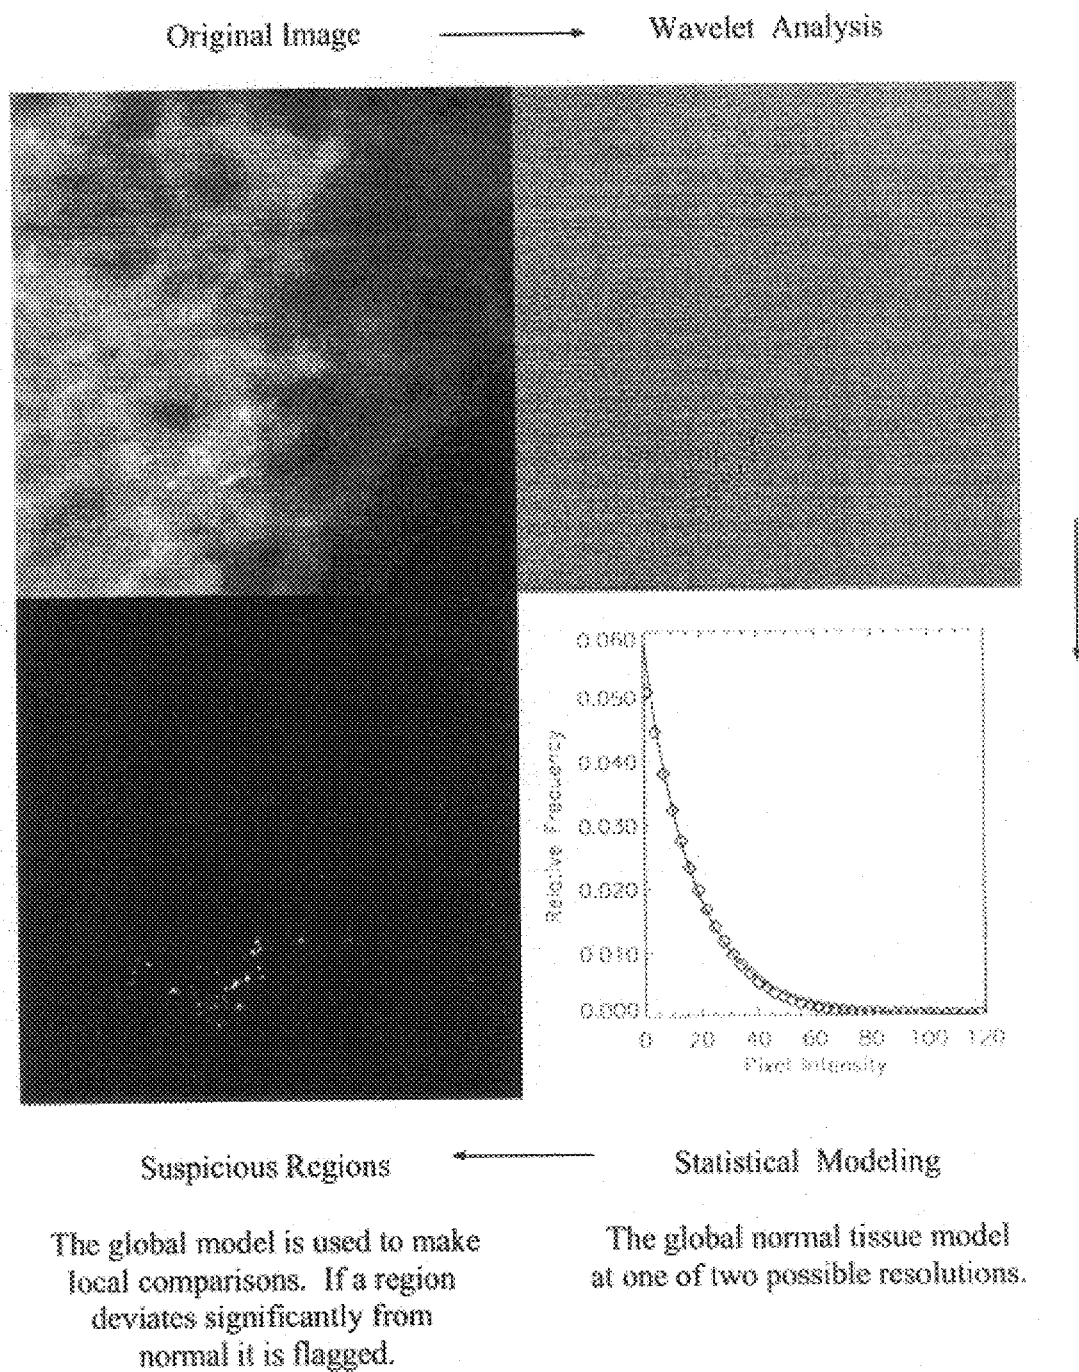 Original Image
Wavelet Analysis
Relative Frequency
0.060
0.050
0.040
0.030
0.020
0.010
0.000
0
20
40
60
80
100
120
Pixel Intensity
Suspicious Regions
Statistical Modeling
The global model is used to make
local comparisons. If a region
deviates significantly from
normal it is flagged.
The global normal tissue model
at one of two possible resolutions.